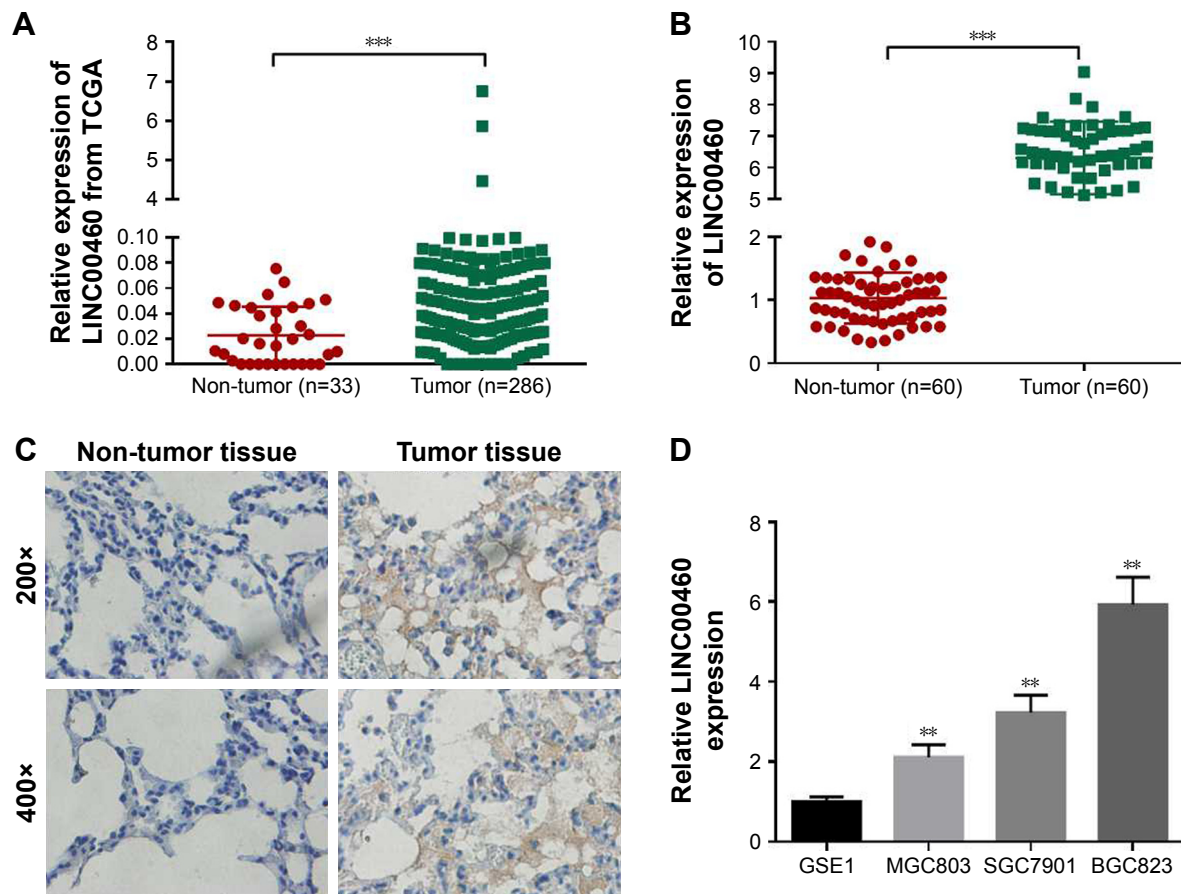 A
Relative expression of
LINC00460 from TCGA
8
7
6
5
4
0.10
0.08
0.06
0.04
0.02
0.00
***
Non-tumor (n=33)
Tumor (n=286)
B
Relative expression
of LINC00460
10
9
8
7
6
5
2
1
0
***
Non-tumor (n=60)
Tumor (n=60)
C
Non-tumor tissue
Tumor tissue
200×
400×
D
Relative LINC00460
expression
8
6
4
2
0
**
**
**
GSE1
MGC803
SGC7901
BGC823